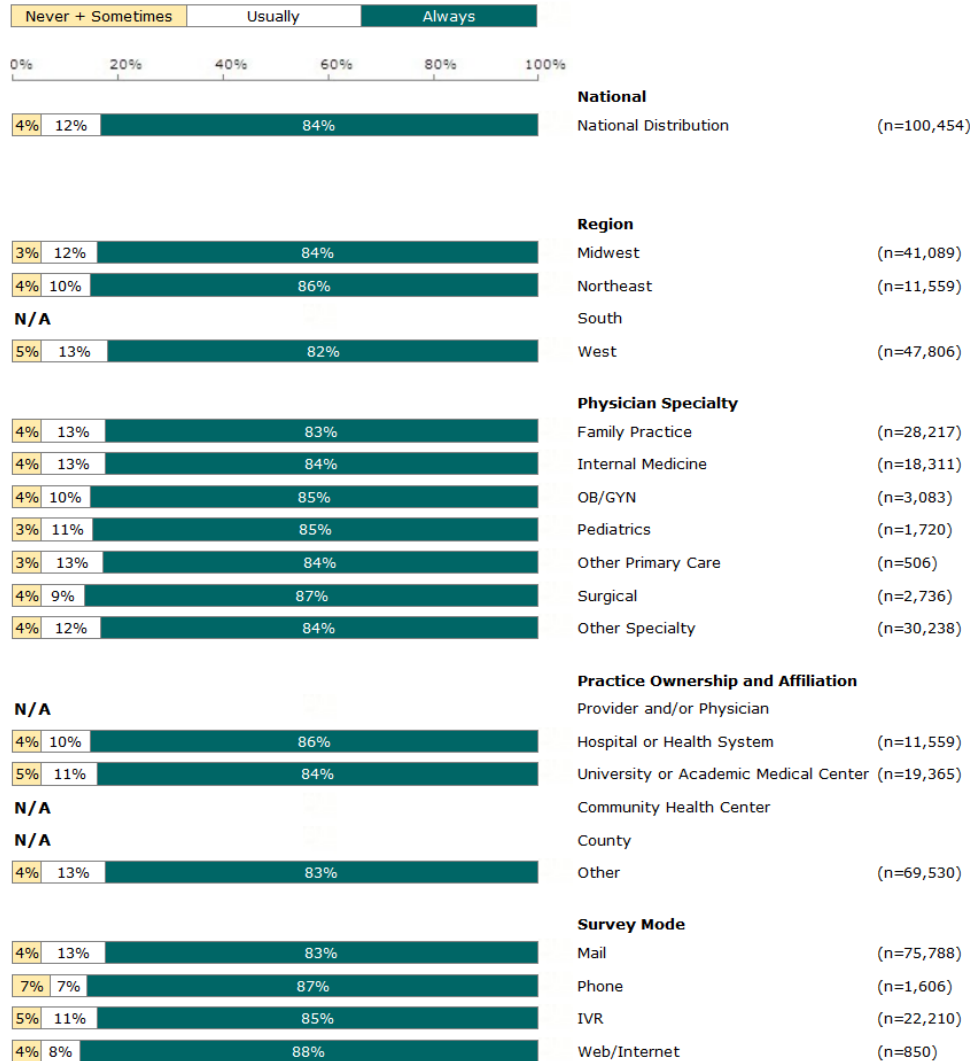 Never + Sometimes Usually Always
0% 20% 40% 60% 80% 100%
National
4% 12% 84% National Distribution (n=100,454)
Region
3% 12% 84% Midwest (n=41,089)
4% 10% 86% Northeast (n=11,559)
N/A South
5% 13% 82% West (n=47,806)
Physician Specialty
4% 13% 83% Family Practice (n=28,217)
4% 13% 84% Internal Medicine (n=18,311)
4% 10% 85% OB/GYN (n=3,083)
3% 11% 85% Pediatrics (n=1,720)
3% 13% 84% Other Primary Care (n=506)
4% 9% 87% Surgical (n=2,736)
4% 12% 84% Other Specialty (n=30,238)
Practice Ownership and Affiliation
N/A Provider and/or Physician
4% 10% 86% Hospital or Health System (n=11,559)
5% 11% 84% University or Academic Medical Center (n=19,365)
N/A Community Health Center
N/A County
4% 13% 83% Other (n=69,530)
Survey Mode
4% 13% 83% Mail (n=75,788)
7% 7% 87% Phone (n=1,606)
5% 11% 85% IVR (n=22,210)
4% 8% 88% Web/Internet (n=850)